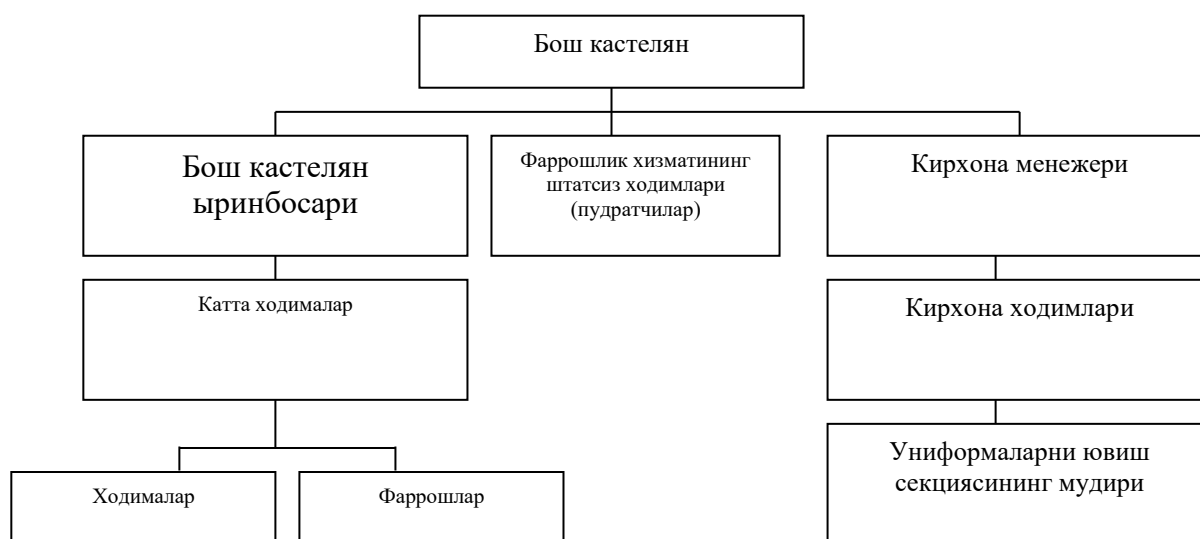 Бош кастелян
Бош кастелян
ыринбосари
Фаррошлик хизматининг
штатсиз ходимлари
(пудратчилар)
Кирхона менежери
Катта ходималар
Кирхона ходимлари
Униформаларни ювиш
секциясининг мудири
Ходималар
Фаррошлар